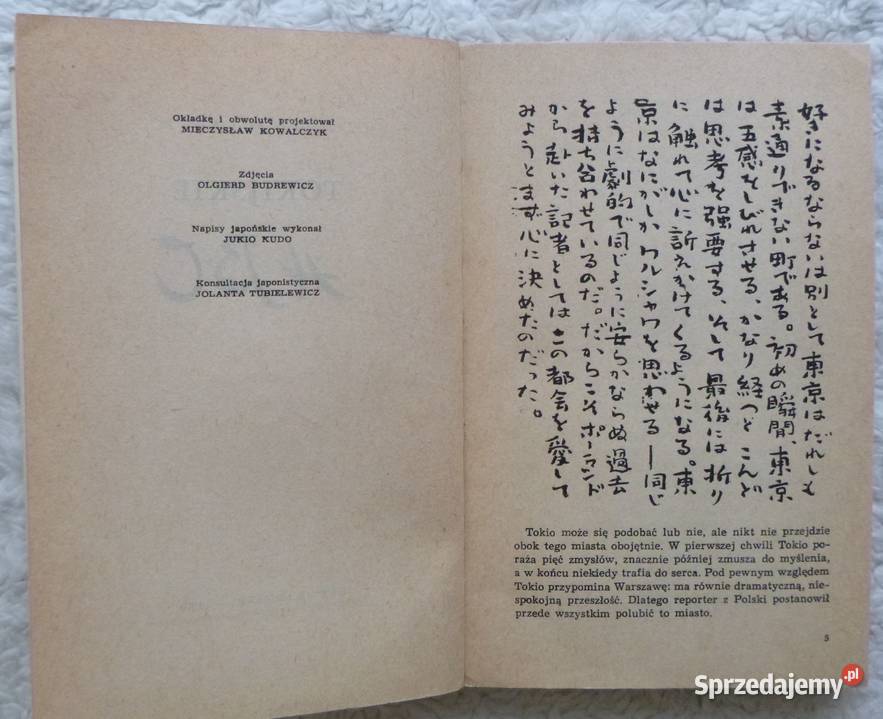 Okładkę i obwolutę projektował
MIECZYSŁAW KOWALCZYK
Zdjęcia
OLGIERD BUDREWICZ
Napisy japońskie wykonał
JUKIO KUDO
Konsultacja japonistyczna
JOLANTA TUBIELEWICZ
好きになるならないは別として東京はだれしも
素通りできない町である。初めの瞬間、東京
は五感をしびれさせる、かなり経つと こんど
は思考を強要する、そして最後には折り
に触れて心に訴えかけてくるようになる。東
京はなにがしかワルシャワを思わせる —同じ
ように劇的で同じように安らかならぬ過去
を持ち合わせているのだ。だからこそポーランド
から赴いた記者としてはこの都会を愛して
みようとまず心に決めたのだった。
Tokio może się podobać lub nie, ale nikt nie przejdzie
obok tego miasta obojętnie. W pierwszej chwili Tokio po-
raża pięć zmysłów, znacznie później zmusza do myślenia,
a w końcu niekiedy trafia do serca. Pod pewnym względem
Tokio przypomina Warszawę: ma równie dramatyczną, nie-
spokojną przeszłość. Dlatego reporter z Polski postanowił
przede wszystkim polubić to miasto.
5
Sprzedajemy.pl